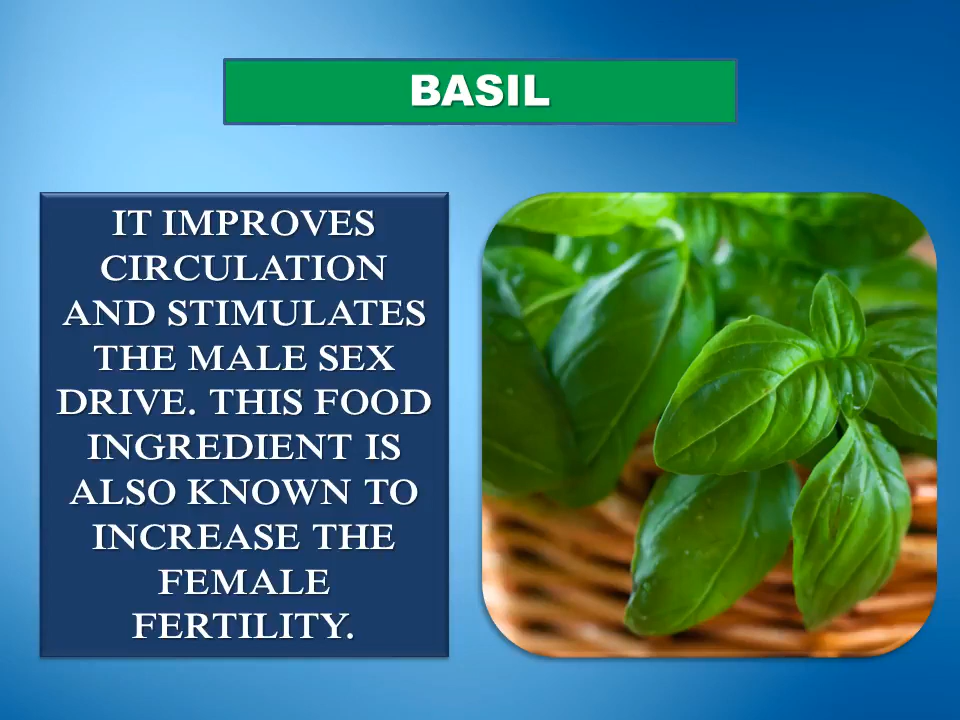 BASIL
IT IMPROVES
CIRCULATION
AND STIMULATES
THE MALE SEX
DRIVE. THIS FOOD
INGREDIENT IS
ALSO KNOWN TO
INCREASE THE
FEMALE
FERTILITY.